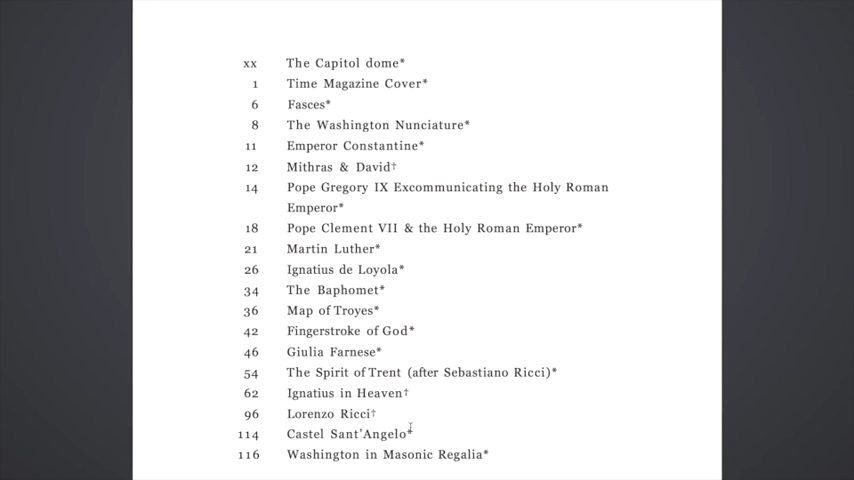 xx The Capitol dome*
1 Time Magazine Cover*
6 Fasces*
8 The Washington Nunciature*
11 Emperor Constantine*
12 Mithras & David†
14 Pope Gregory IX Excommunicating the Holy Roman
Emperor*
18 Pope Clement VII & the Holy Roman Emperor*
21 Martin Luther*
26 Ignatius de Loyola*
34 The Baphomet*
36 Map of Troyes*
42 Fingerstroke of God*
46 Giulia Farnese*
54 The Spirit of Trent (after Sebastiano Ricci)*
62 Ignatius in Heaven†
96 Lorenzo Ricci†
114 Castel Sant'Angelo*
116 Washington in Masonic Regalia*